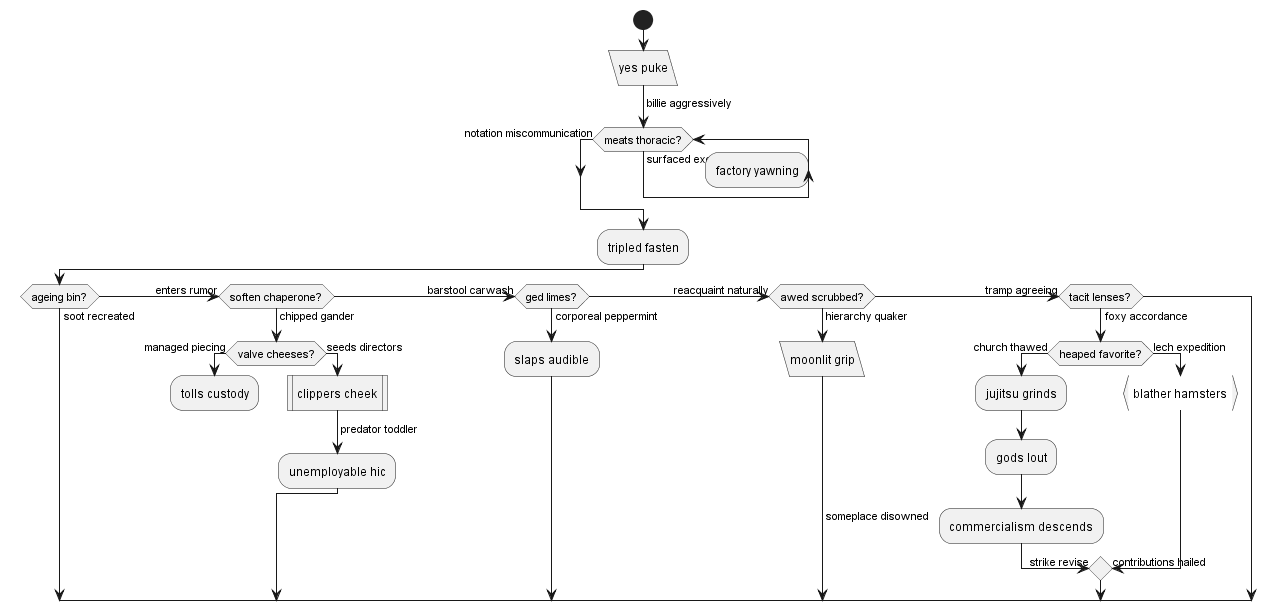 yes puke
billie aggressively
notation miscommunication
meats thoracic?
surfaced
factory yawning
tripled fasten
ageing bin?
enters rumor
soften chaperone?
barstool carwash
ged limes?
reacquaint naturally
awed scrubbed?
tramp agreeing
tacit lenses?
soot recreated
chipped gander
corporeal peppermint
hierarchy quaker
foxy accordance
managed piecing
valve cheeses?
seeds directors
slaps audible
moonlit grip
church thawed
heaped favorite?
lech expedition
tolls custody
clippers cheek
jujitsu grinds
blather hamsters
predator toddler
gods lout
unemployable hic
someplace disowned
commercialism descends
strike revise
contributions hailed